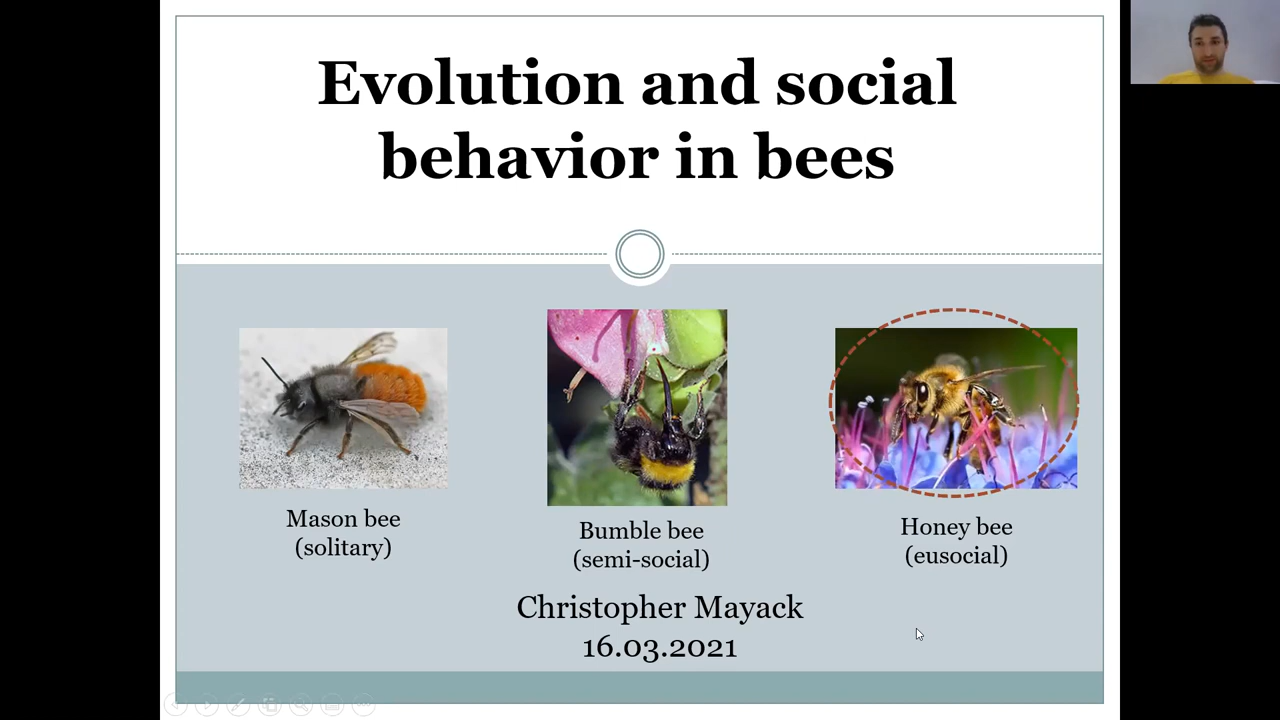 Evolution and social
behavior in bees
Mason bee
(solitary)
Bumble bee
(semi-social)
Honey bee
(eusocial)
Christopher Mayack
16.03.2021